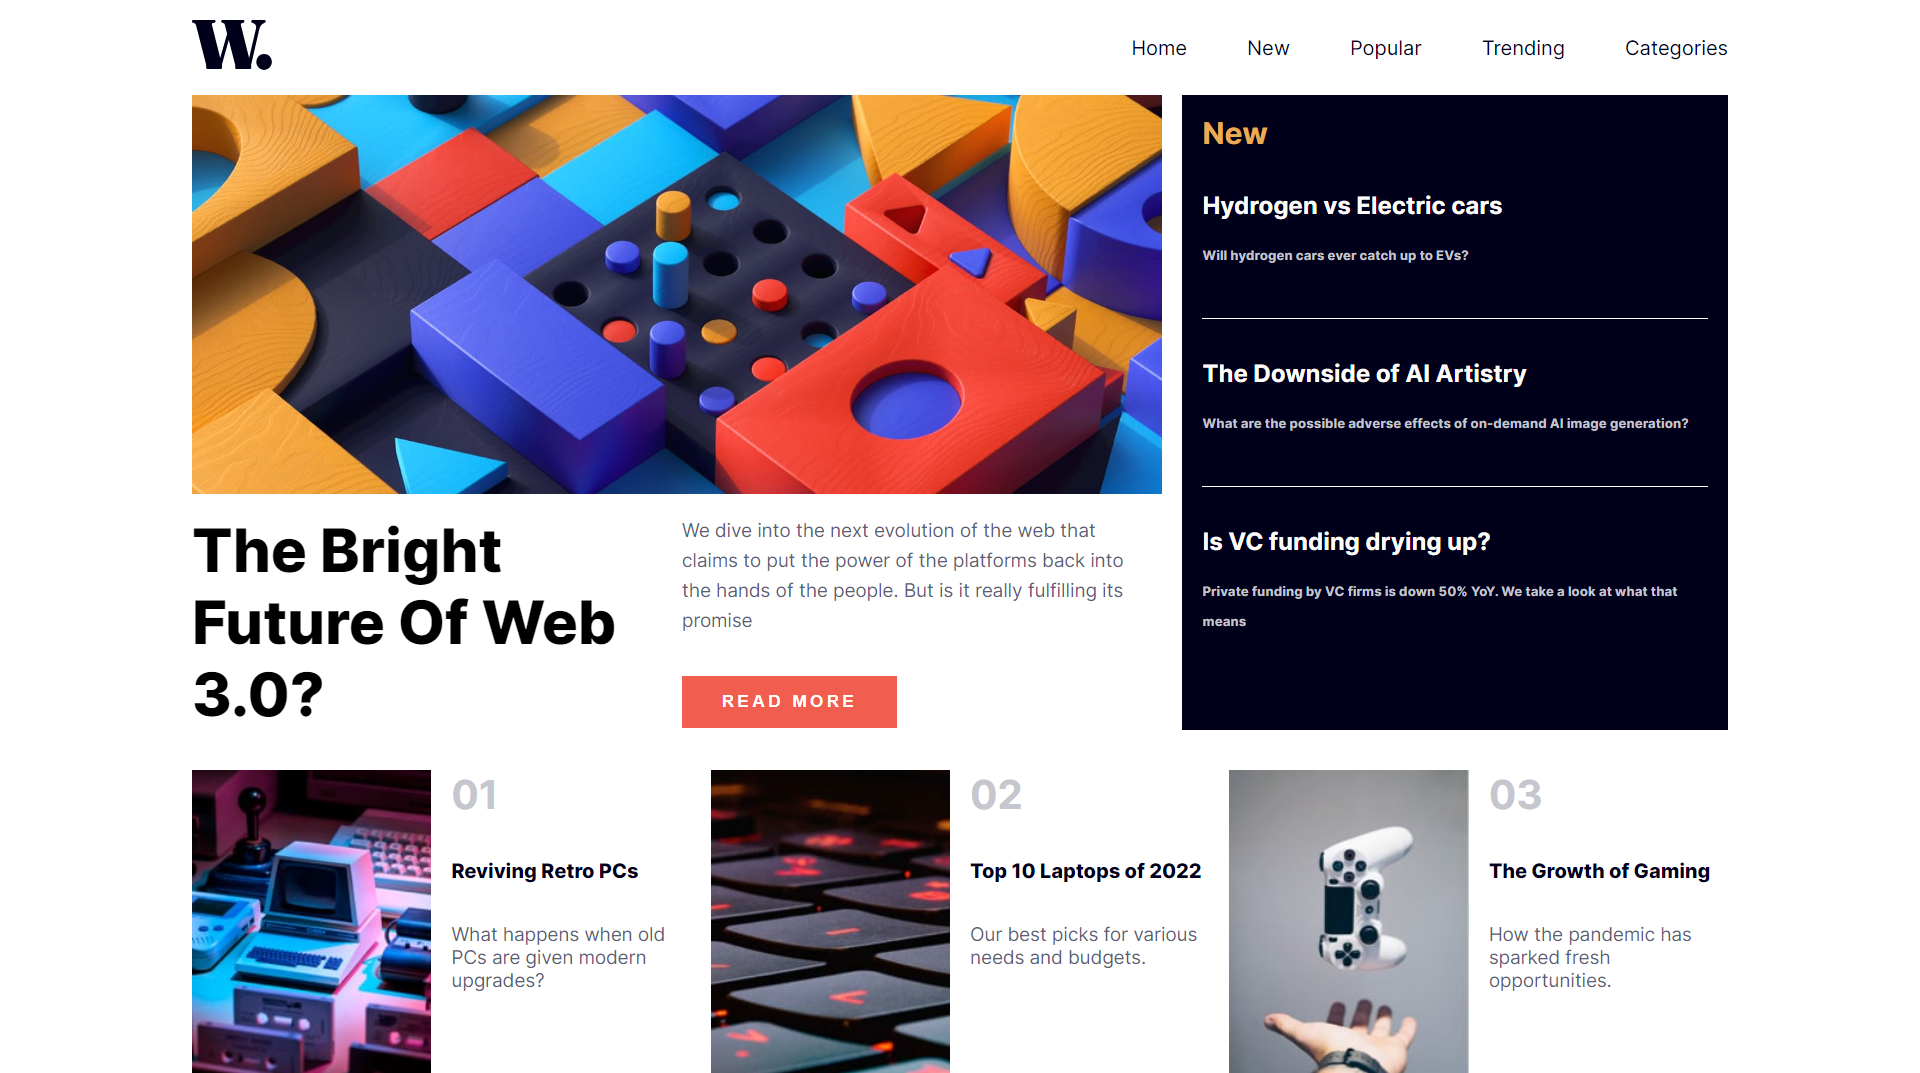 W.
Home New Popular Trending Categories
New
Hydrogen vs Electric cars
Will hydrogen cars ever catch up to EVs?
The Downside of AI Artistry
What are the possible adverse effects of on-demand AI image generation?
Is VC funding drying up?
Private funding by VC firms is down 50% YoY. We take a look at what that
means
The Bright
Future Of Web
3.0?
We dive into the next evolution of the web that
claims to put the power of the platforms back into
the hands of the people. But is it really fulfilling its
promise
READ MORE
01
Reviving Retro PCs
What happens when old
PCs are given modern
upgrades?
02
Top 10 Laptops of 2022
Our best picks for various
needs and budgets.
03
The Growth of Gaming
How the pandemic has
sparked fresh
opportunities.